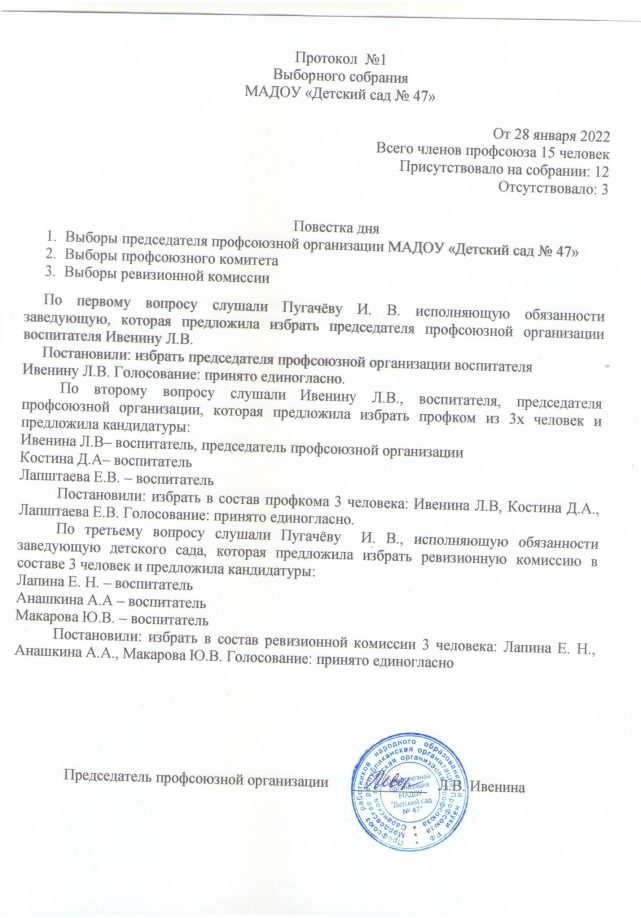 Протокол №1
Выборного собрания
МАДОУ «Детский сад № 47»
От 28 января 2022
Всего членов профсоюза 15 человек
Присутствовало на собрании: 12
Отсутствовало: 3
Повестка дня
1. Выборы председателя профсоюзной организации МАДОУ «Детский сад № 47»
2. Выборы профсоюзного комитета
3. Выборы ревизионной комиссии
По первому вопросу слушали Пугачёву И. В. исполняющую обязанности
заведующую, которая предложила избрать председателя профсоюзной организации
воспитателя Ивенину Л.В.
Постановили: избрать председателя профсоюзной организации воспитателя
Ивенину Л.В. Голосование: принято единогласно.
По второму вопросу слушали Ивенину Л.В., воспитателя, председателя
профсоюзной организации, которая предложила избрать профком из 3х человек и
предложила кандидатуры:
Ивенина Л.В– воспитатель, председатель профсоюзной организации
Костина Д.А– воспитатель
Лапштаева Е.В. – воспитатель
Постановили: избрать в состав профкома 3 человека: Ивенина Л.В, Костина Д.А.,
Лапштаева Е.В. Голосование: принято единогласно.
По третьему вопросу слушали Пугачёву И. В., исполняющую обязанности
заведующую детского сада, которая предложила избрать ревизионную комиссию в
составе 3 человек и предложила кандидатуры:
Лапина Е. Н. – воспитатель
Анашкина А.А – воспитатель
Макарова Ю.В. – воспитатель
Постановили: избрать в состав ревизионной комиссии 3 человека: Лапина Е. Н.,
Анашкина А.А., Макарова Ю.В. Голосование: принято единогласно
Председатель профсоюзной организации Л.В. Ивенина
Профсоюз работников народного образования и науки РФ
МАДОУ
"Детский сад
№ 47"